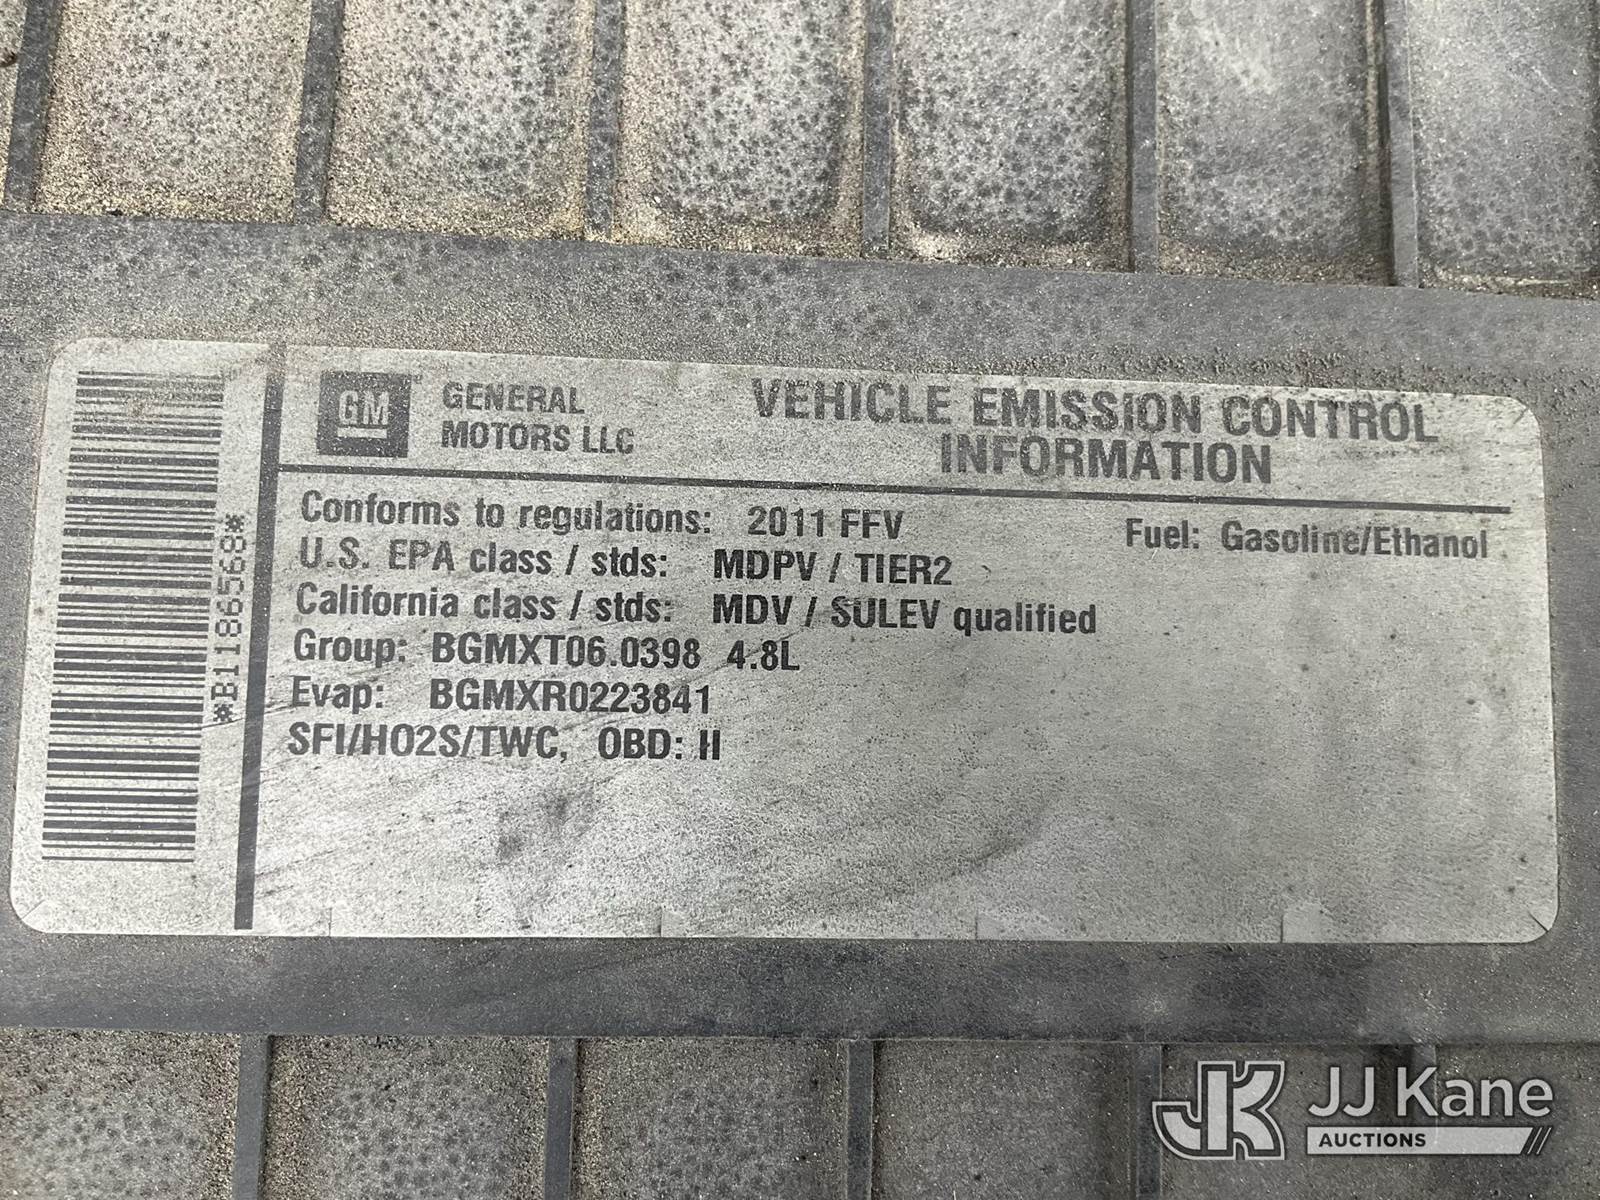 GM
GENERAL
MOTORS LLC
VEHICLE EMISSION CONTROL
INFORMATION
Conforms to regulations: 2011 FFV
Fuel: Gasoline/Ethanol
U.S. EPA class / stds: MDPV / TIER2
California class / stds: MDV / SULEV qualified
Group: BGMXT06.0398 4.8L
Evap: BGMXR0223841
SFI/HO2S/TWC, OBD: II
*B1186568*
JK
JJ Kane
AUCTIONS